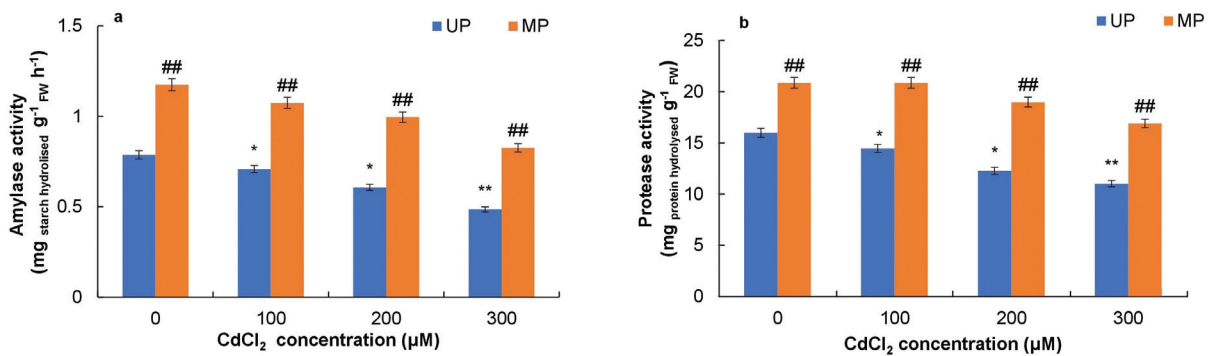 a
UP MP
Amylase activity
(mg starch hydrolised g-1 FW h-1)
1.5
1
0.5
0
##
##
##
##
*
*
**
0 100 200 300
CdCl2 concentration (µM)
b
UP MP
Protease activity
(mg protein hydrolysed g-1 FW)
25
20
15
10
5
0
##
##
##
##
*
*
**
0 100 200 300
CdCl2 concentration (µM)